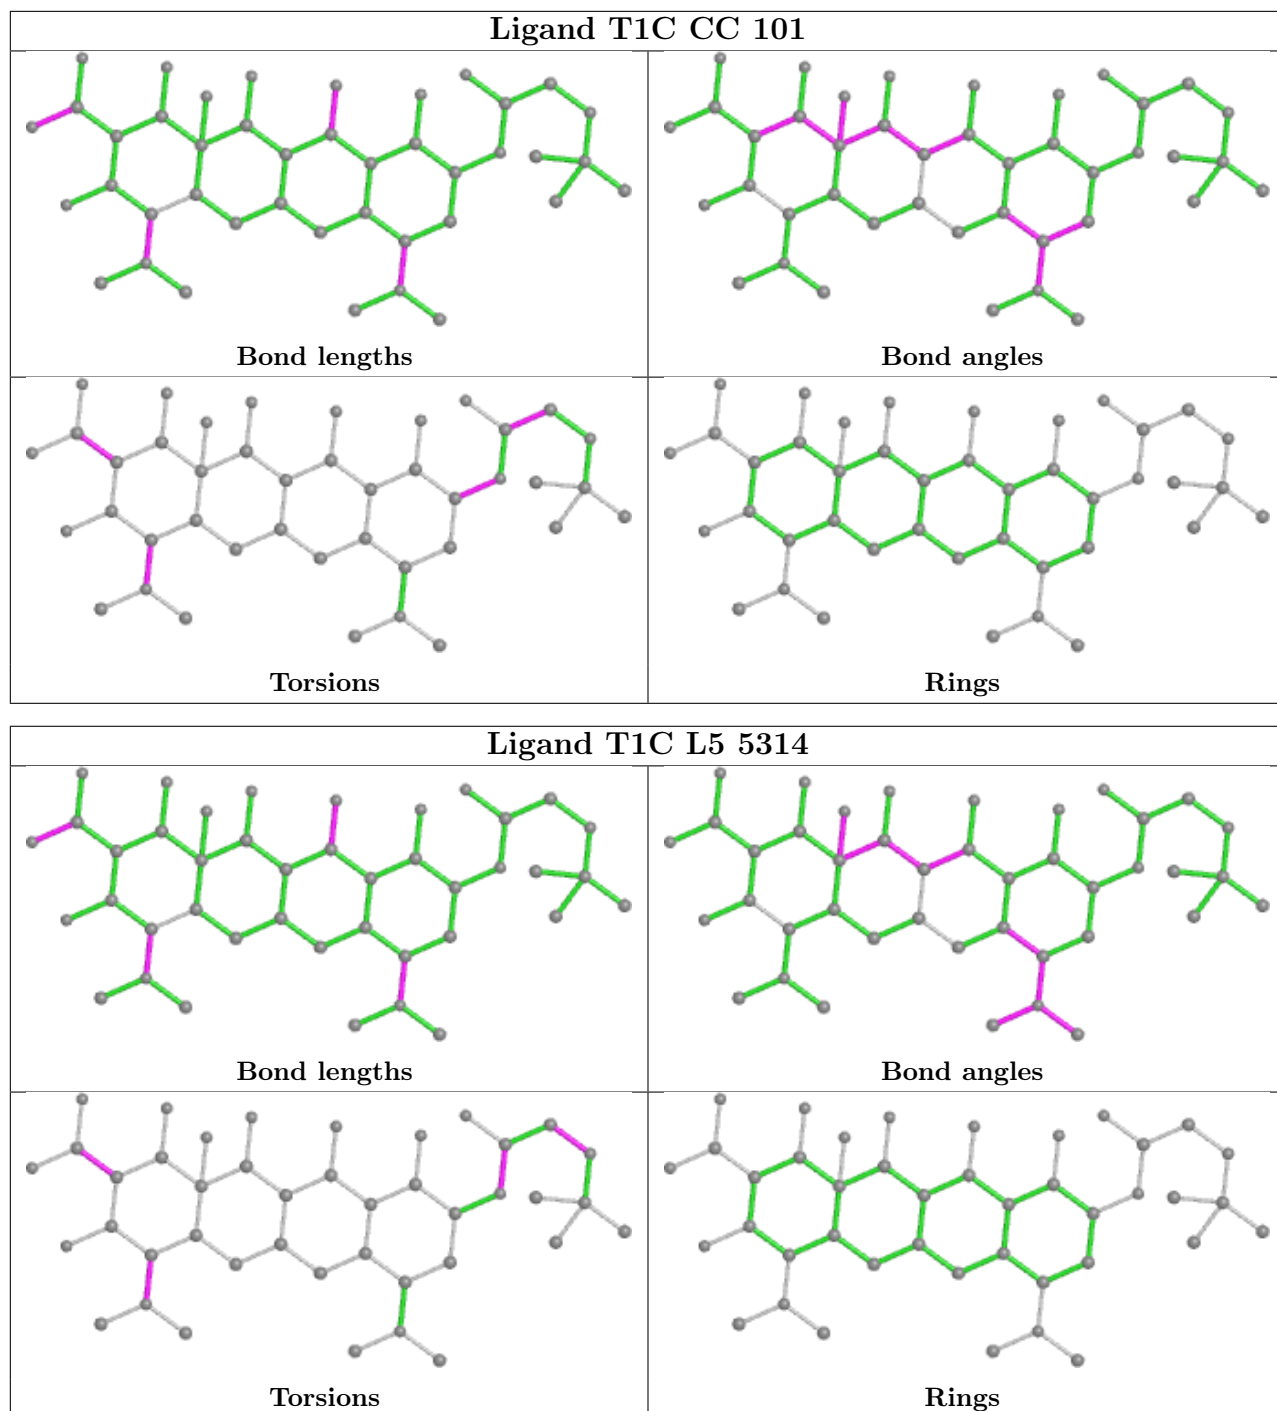 Ligand T1C CC 101
Bond lengths
Bond angles
Torsions
Rings
Ligand T1C L5 5314
Bond lengths
Bond angles
Torsions
Rings